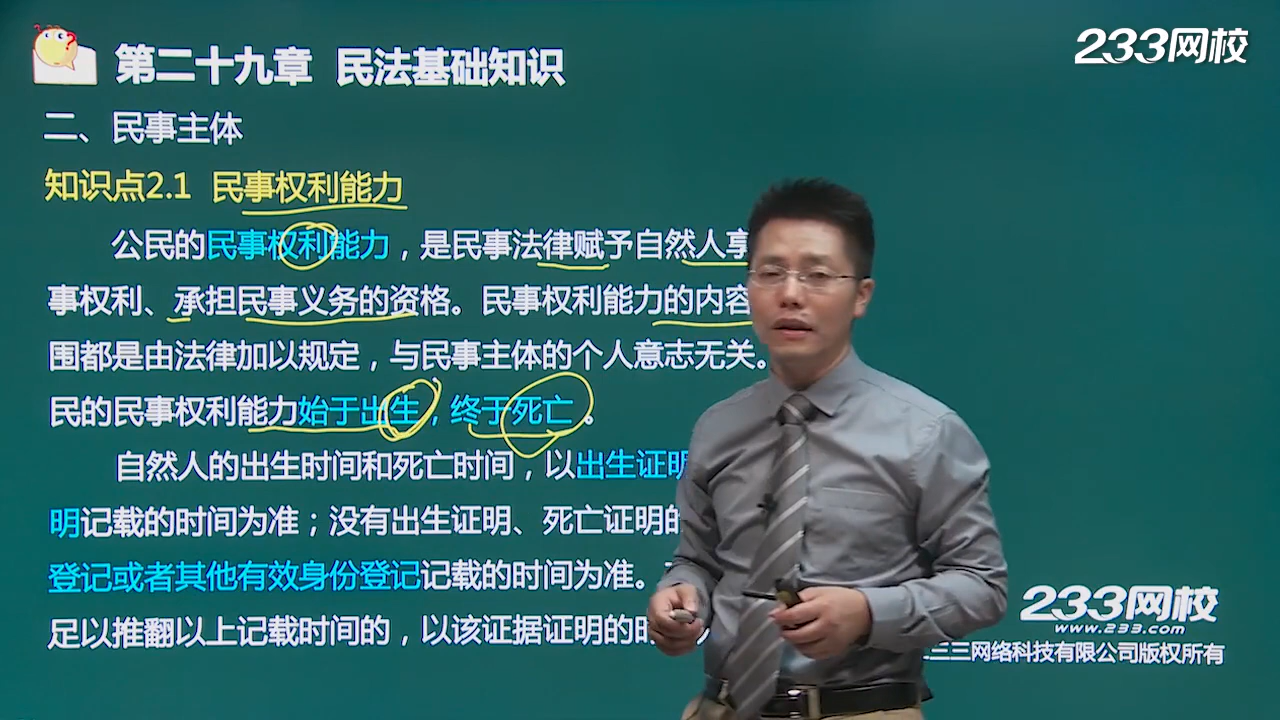 第二十九章 民法基础知识
233网校
二、民事主体
知识点2.1 民事权利能力
公民的民事权利能力，是民事法律赋予自然人享
事权利、承担民事义务的资格。民事权利能力的内容
围都是由法律加以规定，与民事主体的个人意志无关。
民的民事权利能力始于出生，终于死亡。
自然人的出生时间和死亡时间，以出生证明
明记载的时间为准；没有出生证明、死亡证明的
登记或者其他有效身份登记记载的时间为准。
足以推翻以上记载时间的，以该证据证明的时
233网校
www.233.com
二三三网络科技有限公司版权所有